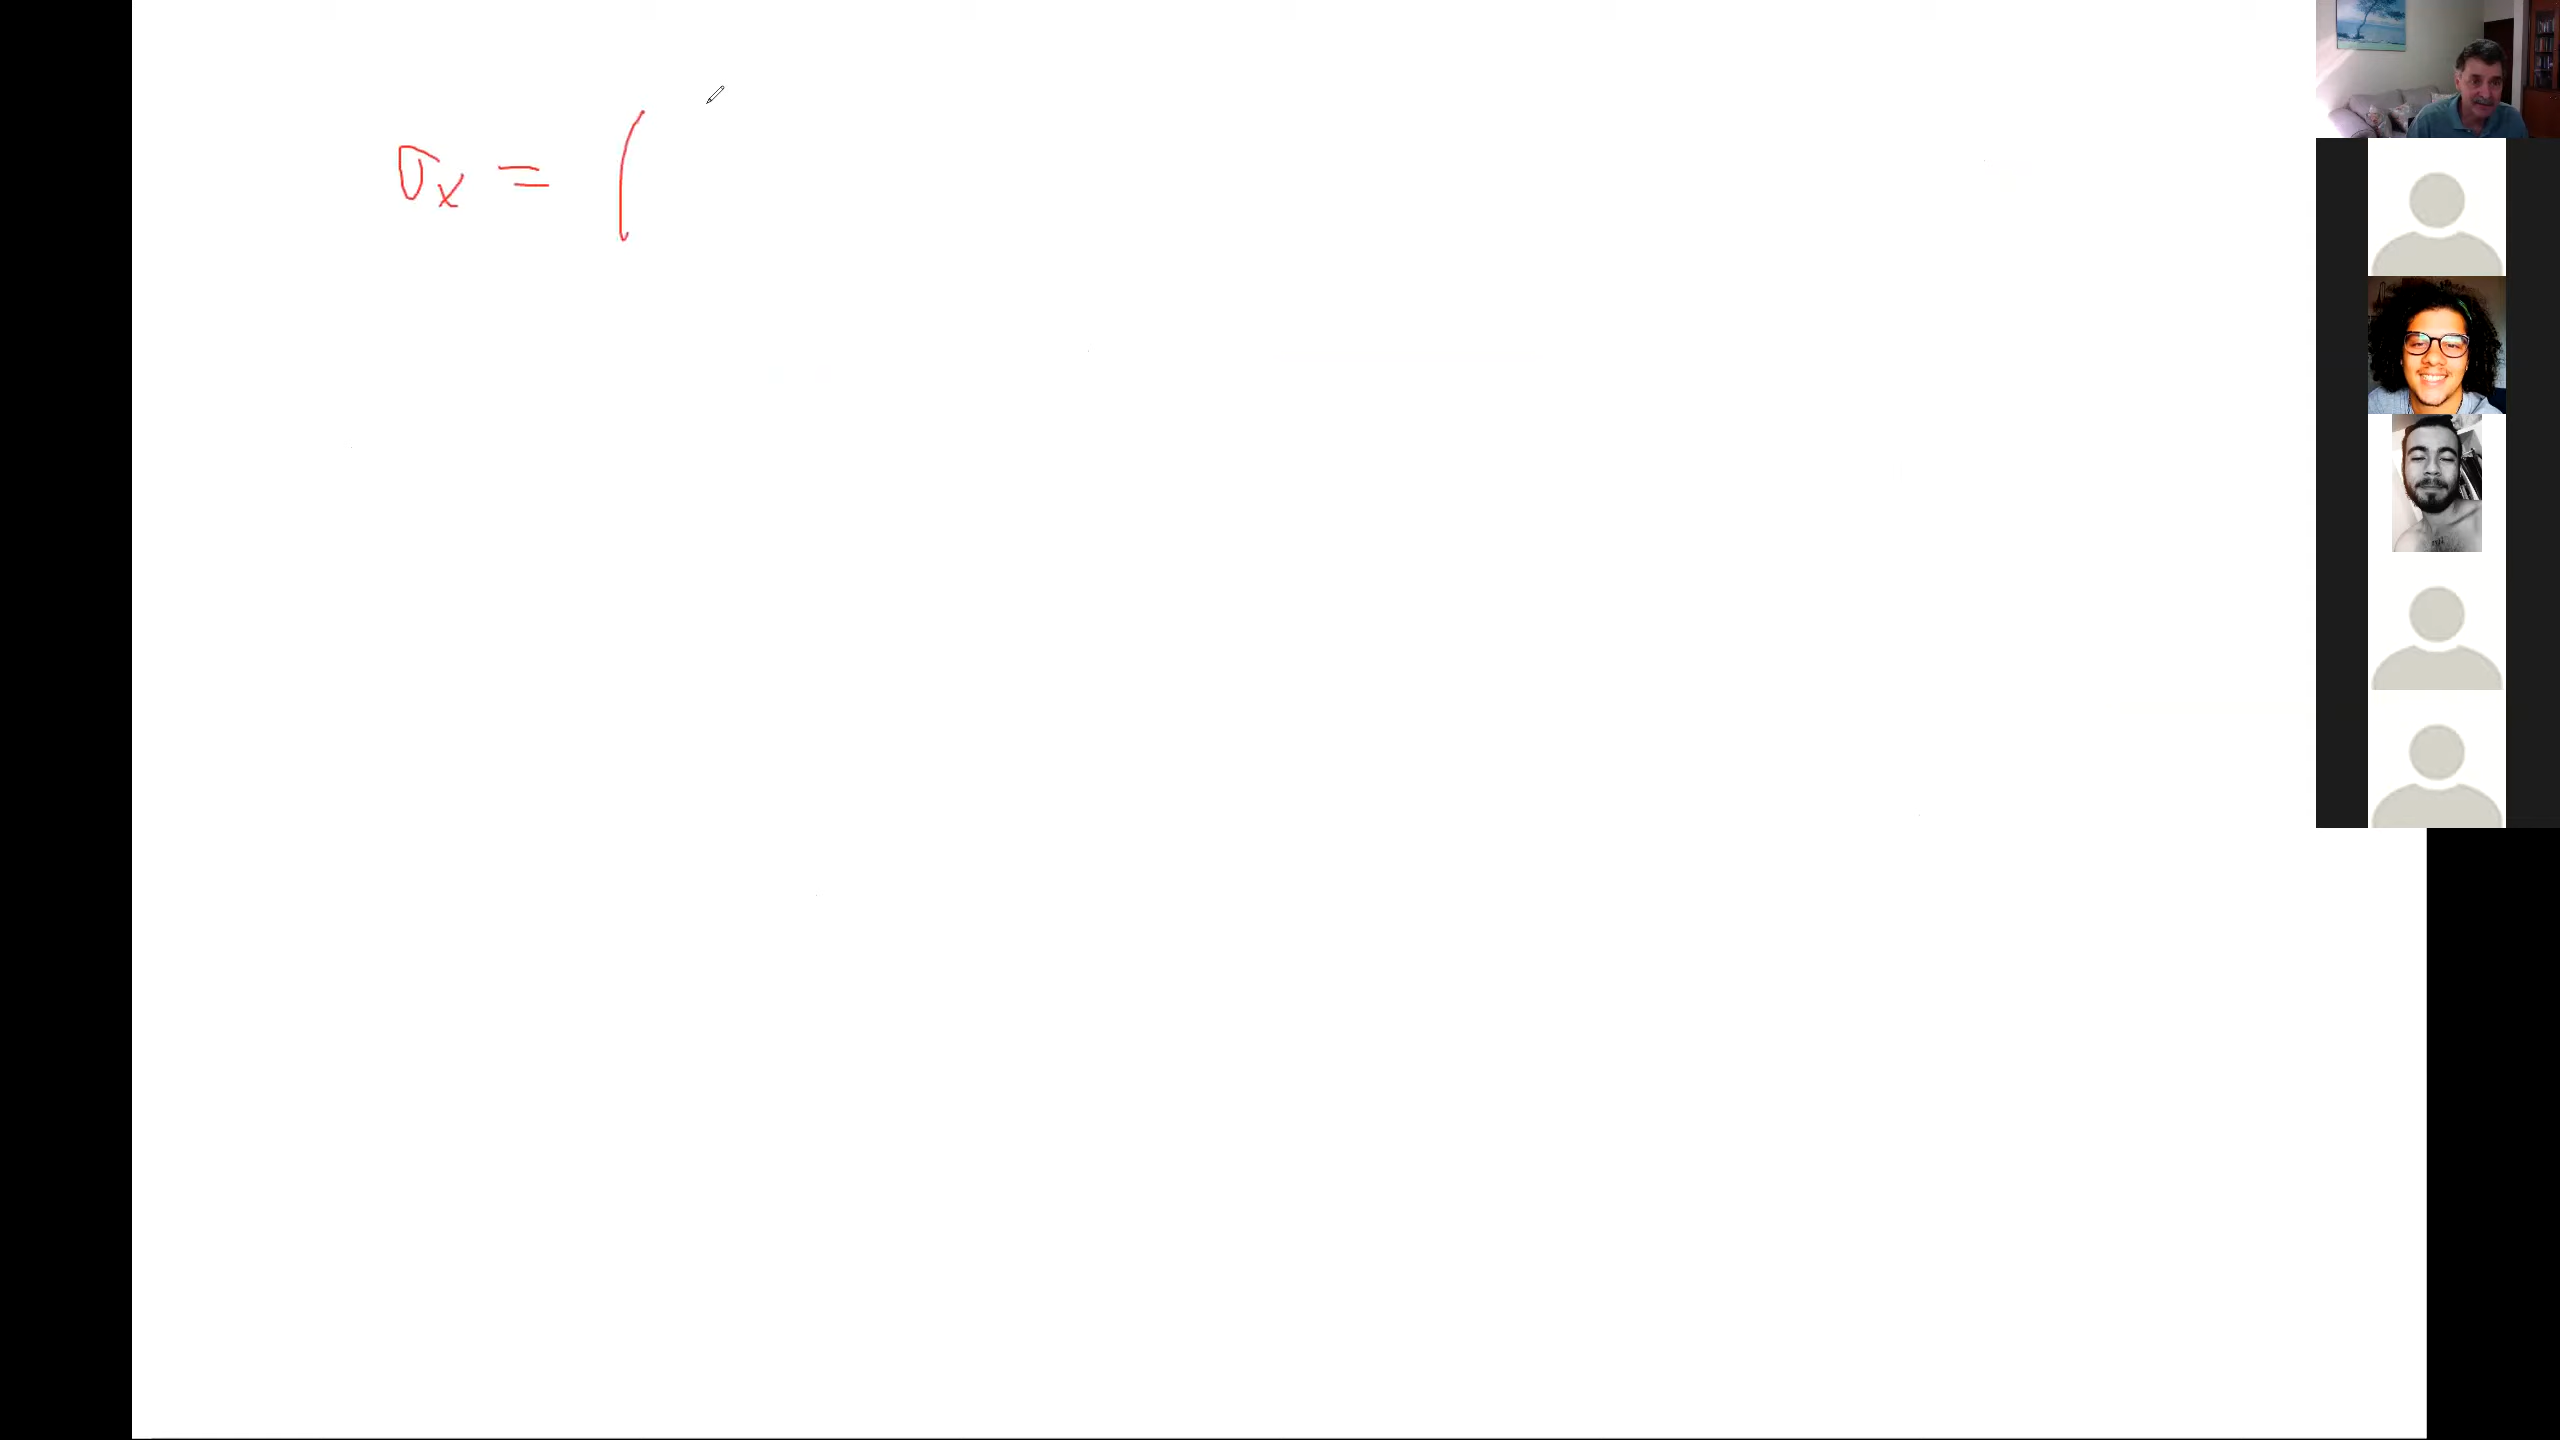 σx = (